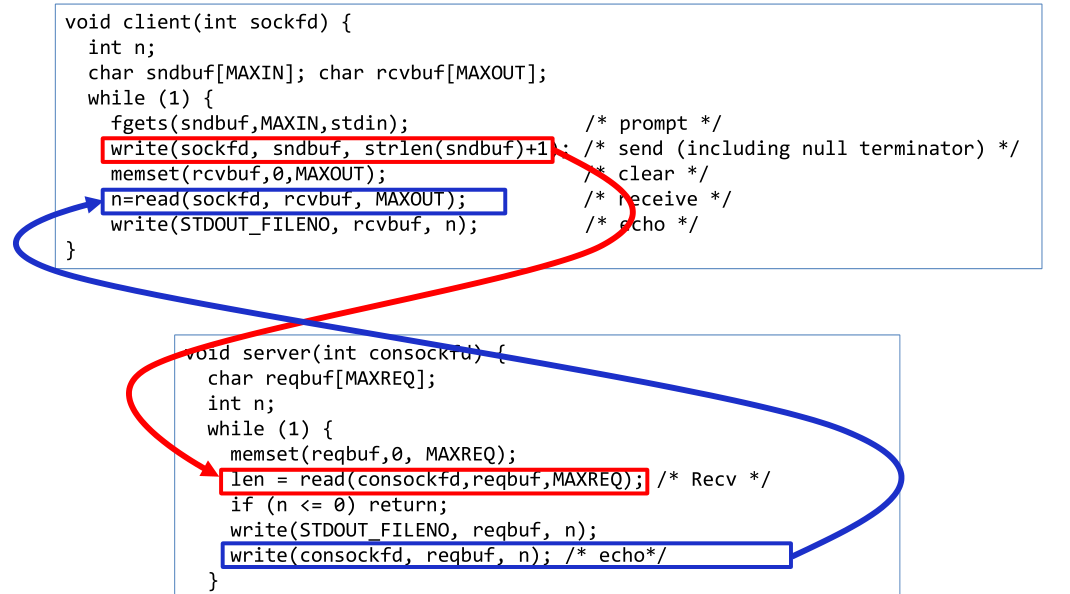 void client(int sockfd) {
int n;
char sndbuf[MAXIN]; char rcvbuf[MAXOUT];
while (1) {
fgets(sndbuf,MAXIN,stdin); /* prompt */
write(sockfd, sndbuf, strlen(sndbuf)+1); /* send (including null terminator) */
memset(rcvbuf,0,MAXOUT); /* clear */
n=read(sockfd, rcvbuf, MAXOUT); /* receive */
write(STDOUT_FILENO, rcvbuf, n); /* echo */
}
void server(int consockfd) {
char reqbuf[MAXREQ];
int n;
while (1) {
memset(reqbuf,0, MAXREQ);
len = read(consockfd,reqbuf,MAXREQ); /* Recv */
if (n <= 0) return;
write(STDOUT_FILENO, reqbuf, n);
write(consockfd, reqbuf, n); /* echo*/
}